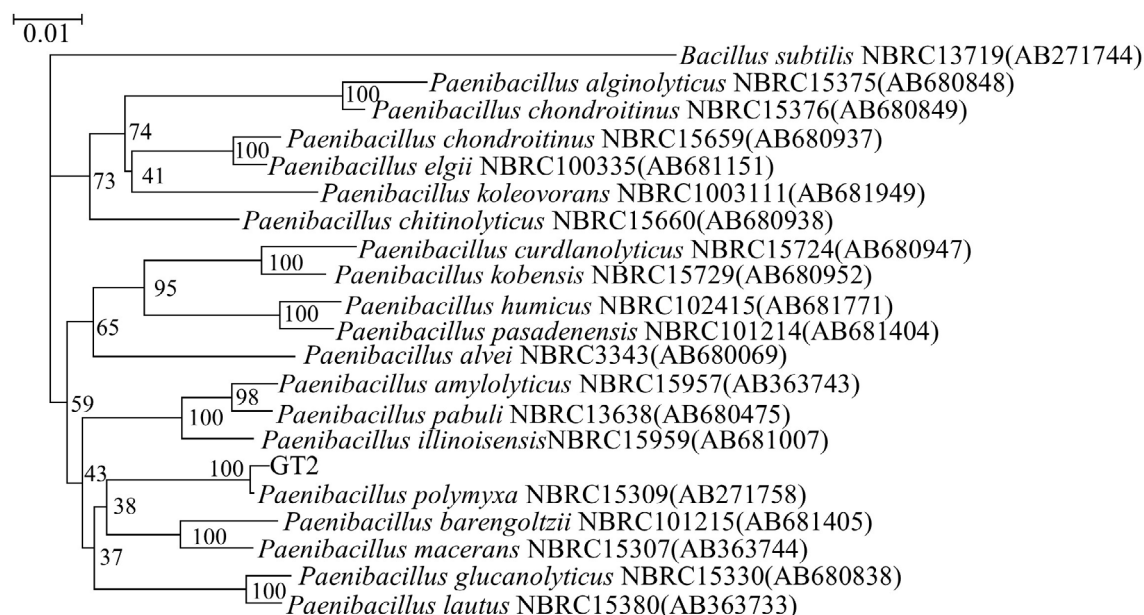 0.01
Bacillus subtilis NBRC13719(AB271744)
Paenibacillus alginolyticus NBRC15375(AB680848)
100
Paenibacillus chondroitinus NBRC15376(AB680849)
74
Paenibacillus chondroitinus NBRC15659(AB680937)
100
Paenibacillus elgii NBRC100335(AB681151)
73
41
Paenibacillus koleovorans NBRC1003111(AB681949)
Paenibacillus chitinolyticus NBRC15660(AB680938)
Paenibacillus curdlanolyticus NBRC15724(AB680947)
100
Paenibacillus kobensis NBRC15729(AB680952)
95
Paenibacillus humicus NBRC102415(AB681771)
100
65
Paenibacillus pasadenensis NBRC101214(AB681404)
Paenibacillus alvei NBRC3343(AB680069)
Paenibacillus amylolyticus NBRC15957(AB363743)
59
98
100
Paenibacillus pabuli NBRC13638(AB680475)
Paenibacillus illinoisensisNBRC15959(AB681007)
43
100
GT2
Paenibacillus polymyxa NBRC15309(AB271758)
38
Paenibacillus barengoltzii NBRC101215(AB681405)
100
Paenibacillus macerans NBRC15307(AB363744)
37
Paenibacillus glucanolyticus NBRC15330(AB680838)
100
Paenibacillus lautus NBRC15380(AB363733)